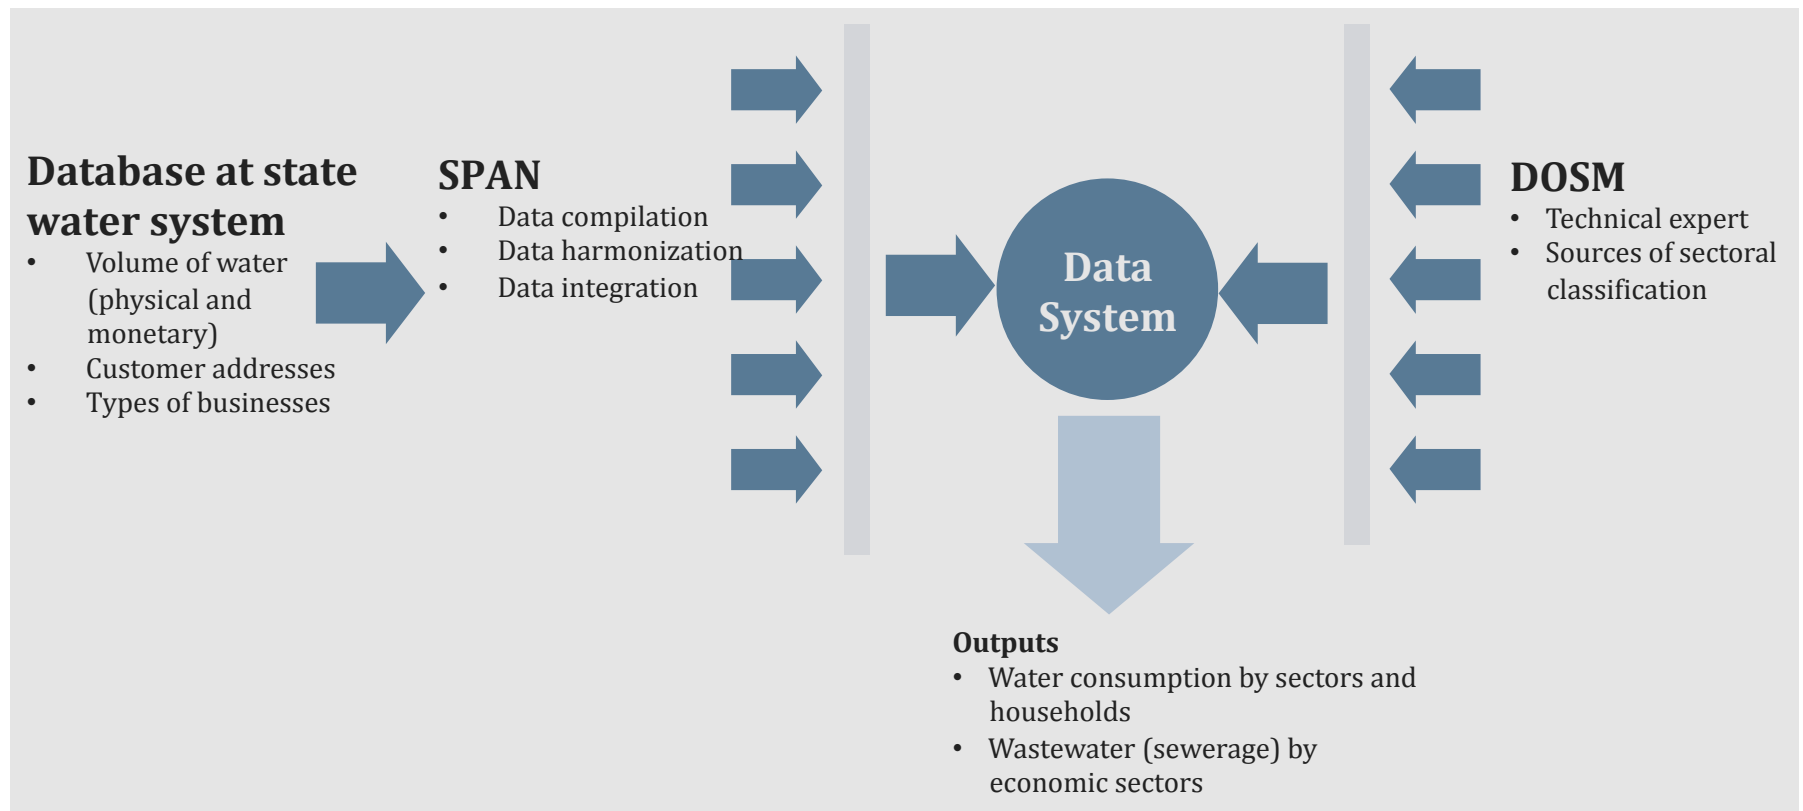 Database at state
water system
• Volume of water
(physical and
monetary)
• Customer addresses
• Types of businesses
SPAN
• Data compilation
• Data harmonization
• Data integration
Data
System
DOSM
• Technical expert
• Sources of sectoral
classification
Outputs
• Water consumption by sectors and
households
• Wastewater (sewerage) by
economic sectors